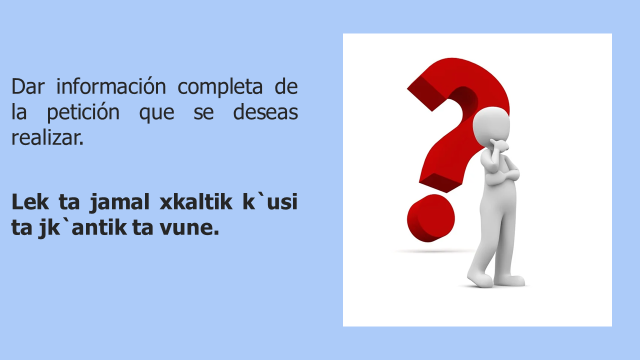 Dar información completa de
la petición que se deseas
realizar.
Lek ta jamal xkaltik k`usi
ta jk`antik ta vune.